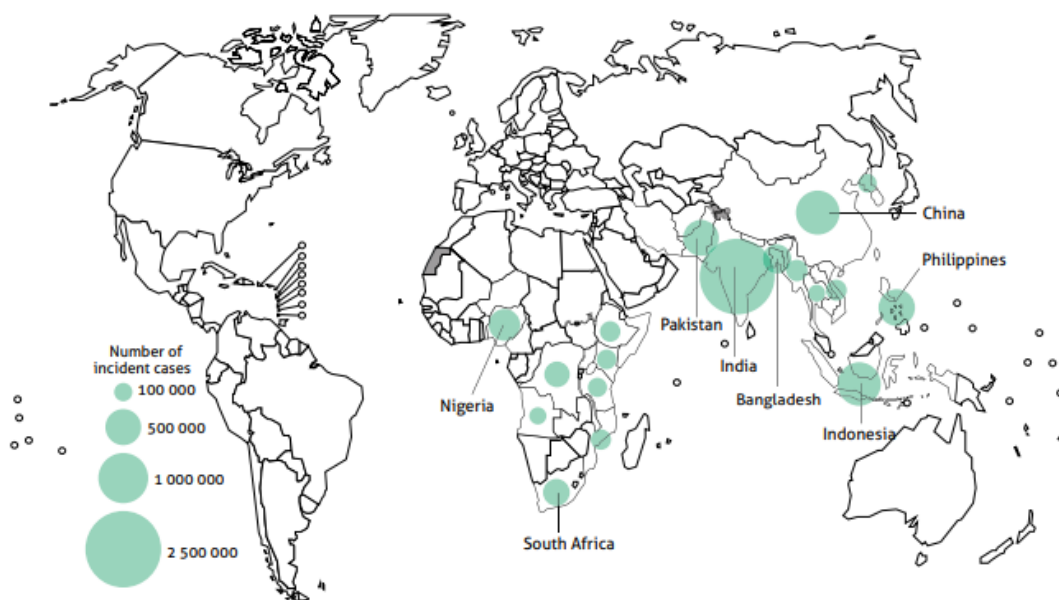 China
Philippines
Pakistan
India
Bangladesh
Nigeria
Indonesia
South Africa
Number of
incident cases
100 000
500 000
1 000 000
2 500 000